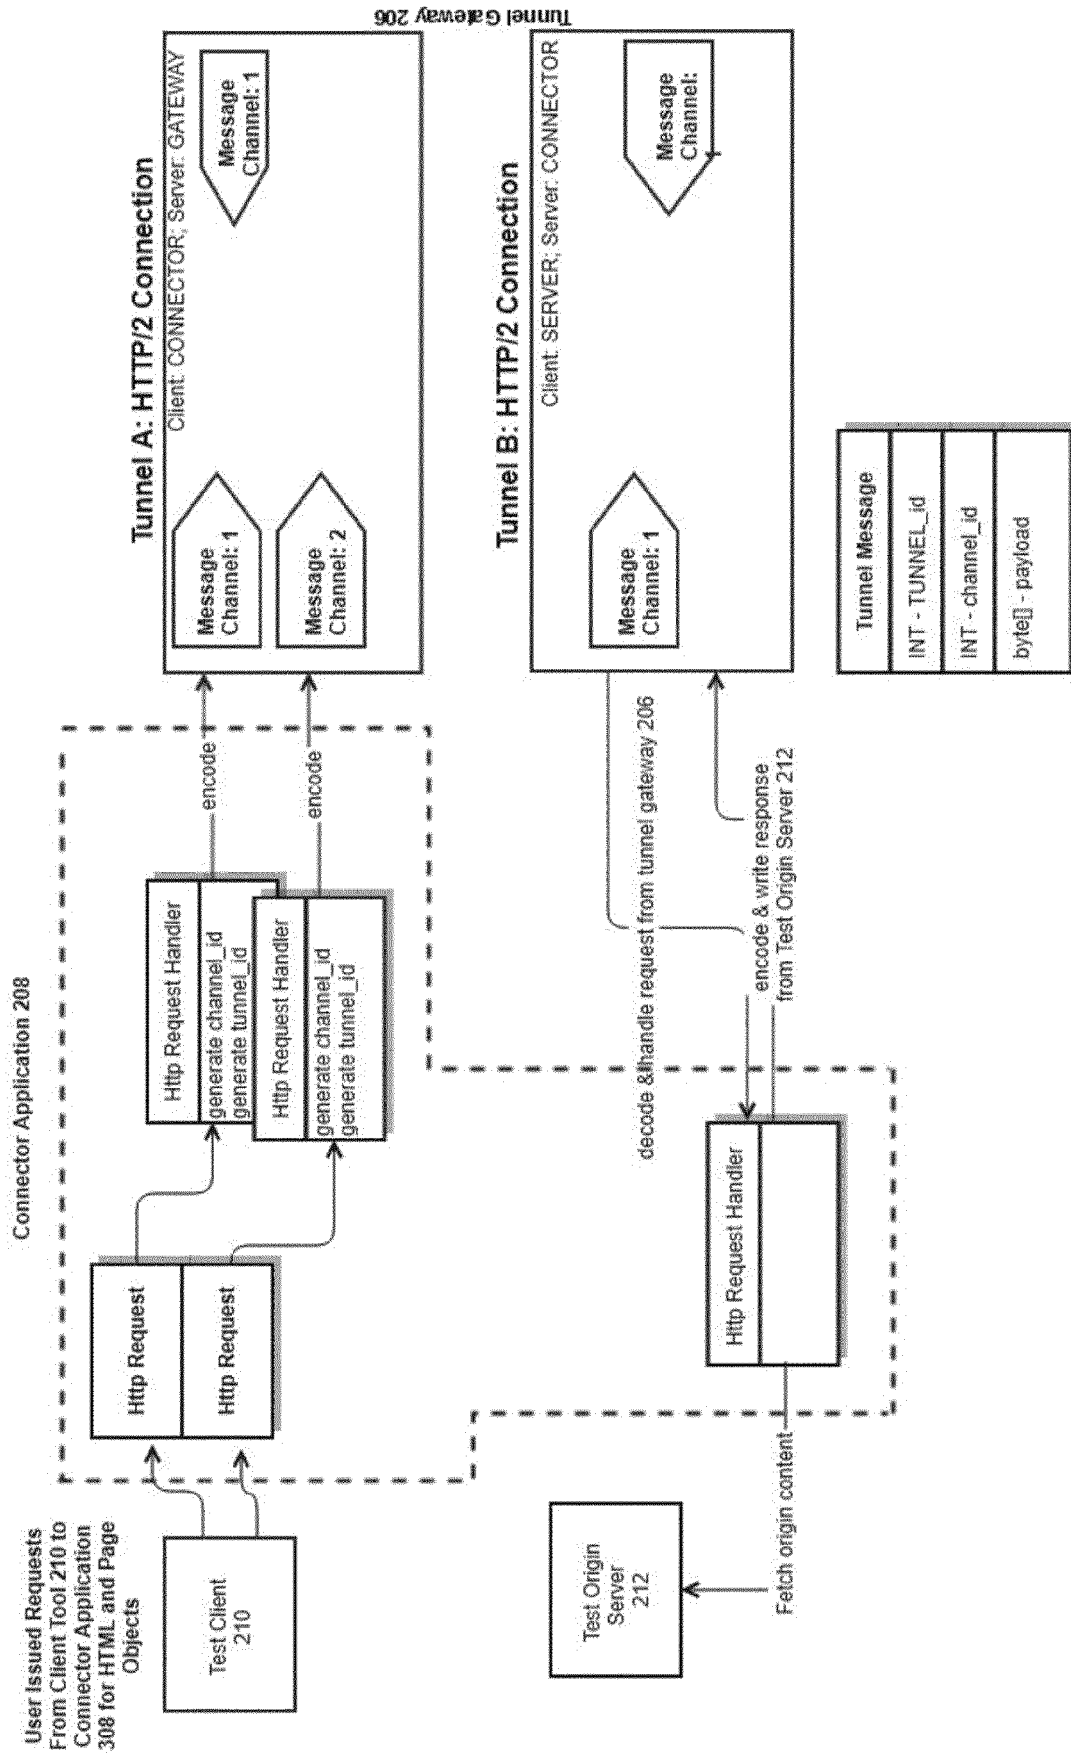 Connector Application 208
User Issued Requests
From Client Tool 210 to
Connector Application
308 for HTML and Page
Objects
Test Client
210
Http Request
Http Request
Http Request Handler
generate channel_id
generate tunnel_id
Http Request Handler
generate channel_id
generate tunnel_id
encode
encode
Tunnel A: HTTP/2 Connection
Client: CONNECTOR; Server: GATEWAY
Message
Channel: 1
Message
Channel: 2
Message
Channel: 1
Tunnel Gateway 206
Tunnel B: HTTP/2 Connection
Client: SERVER; Server: CONNECTOR
Message
Channel: 1
Message
Channel:
1
decode & handle request from tunnel gateway 206
encode & write response
from Test Origin Server 212
Http Request Handler
Test Origin
Server
212
Fetch origin content
Tunnel Message
INT - TUNNEL_id
INT - channel_id
byte[] - payload